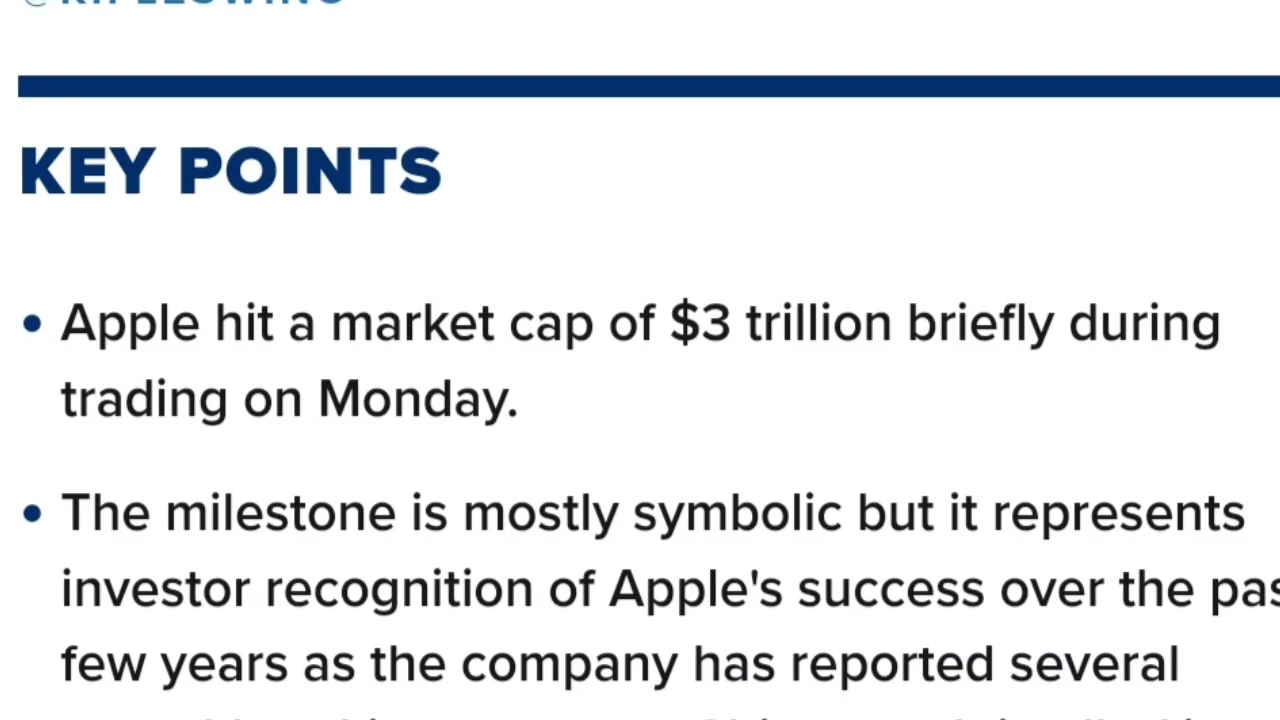 KEY POINTS
• Apple hit a market cap of $3 trillion briefly during
trading on Monday.
• The milestone is mostly symbolic but it represents
investor recognition of Apple's success over the
few years as the company has reported several